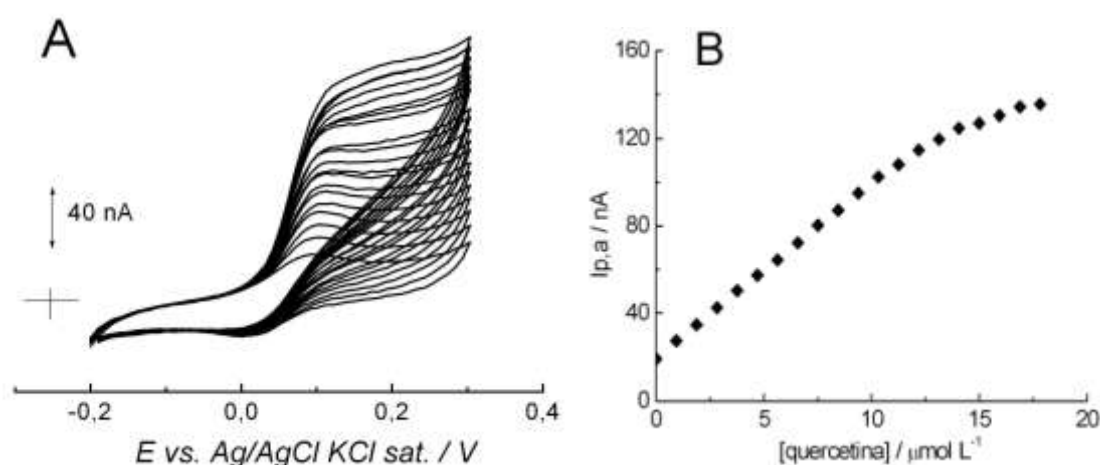 A
40 nA
-0,2
0,0
0,2
0,4
E vs. Ag/AgCl KCl sat. / V
B
160
120
80
40
0
Ip,a / nA
0
5
10
15
20
[quercetina] / μmol L⁻¹